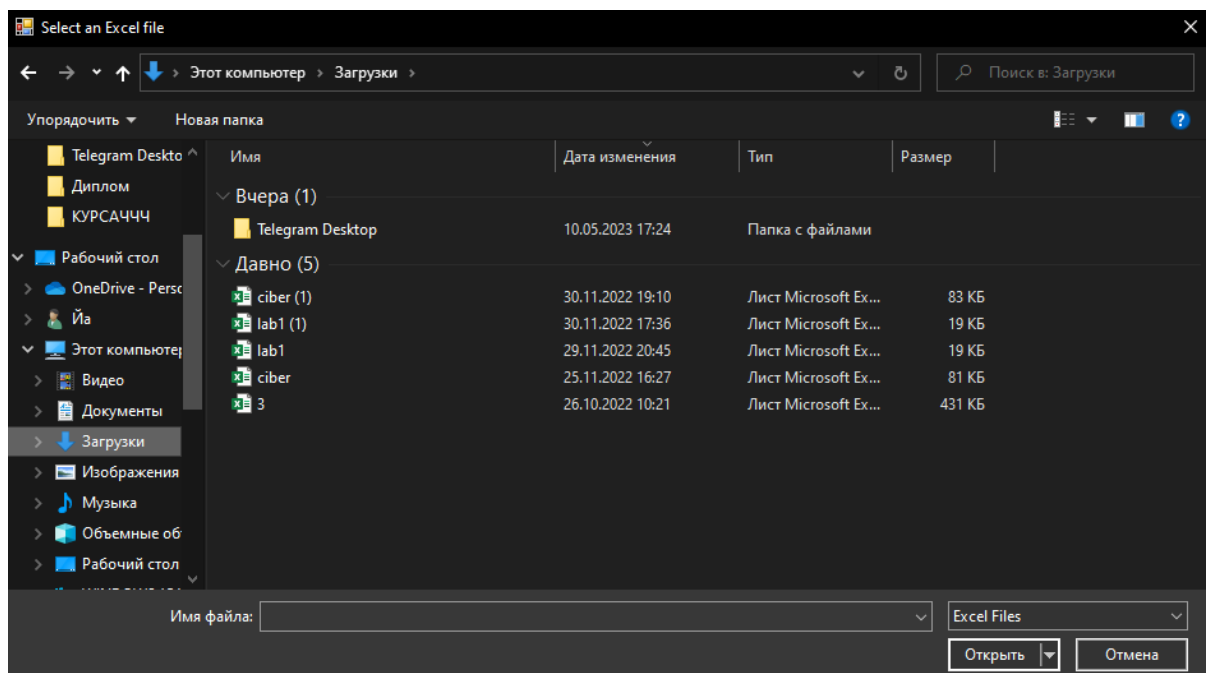 Select an Excel file
Этот компьютер > Загрузки >
Поиск в: Загрузки
Упорядочить Новая папка
Telegram Deskto
Диплом
КУРСАЧЧЧ
Рабочий стол
OneDrive - Persc
Йа
Этот компьютер
Видео
Документы
Загрузки
Изображения
Музыка
Объемные об
Рабочий стол
Имя Дата изменения Тип Размер
Вчера (1)
Telegram Desktop 10.05.2023 17:24 Папка с файлами
Давно (5)
ciber (1) 30.11.2022 19:10 Лист Microsoft Ex... 83 КБ
lab1 (1) 30.11.2022 17:36 Лист Microsoft Ex... 19 КБ
lab1 29.11.2022 20:45 Лист Microsoft Ex... 19 КБ
ciber 25.11.2022 16:27 Лист Microsoft Ex... 81 КБ
3 26.10.2022 10:21 Лист Microsoft Ex... 431 КБ
Имя файла: Excel Files
Открыть Отмена